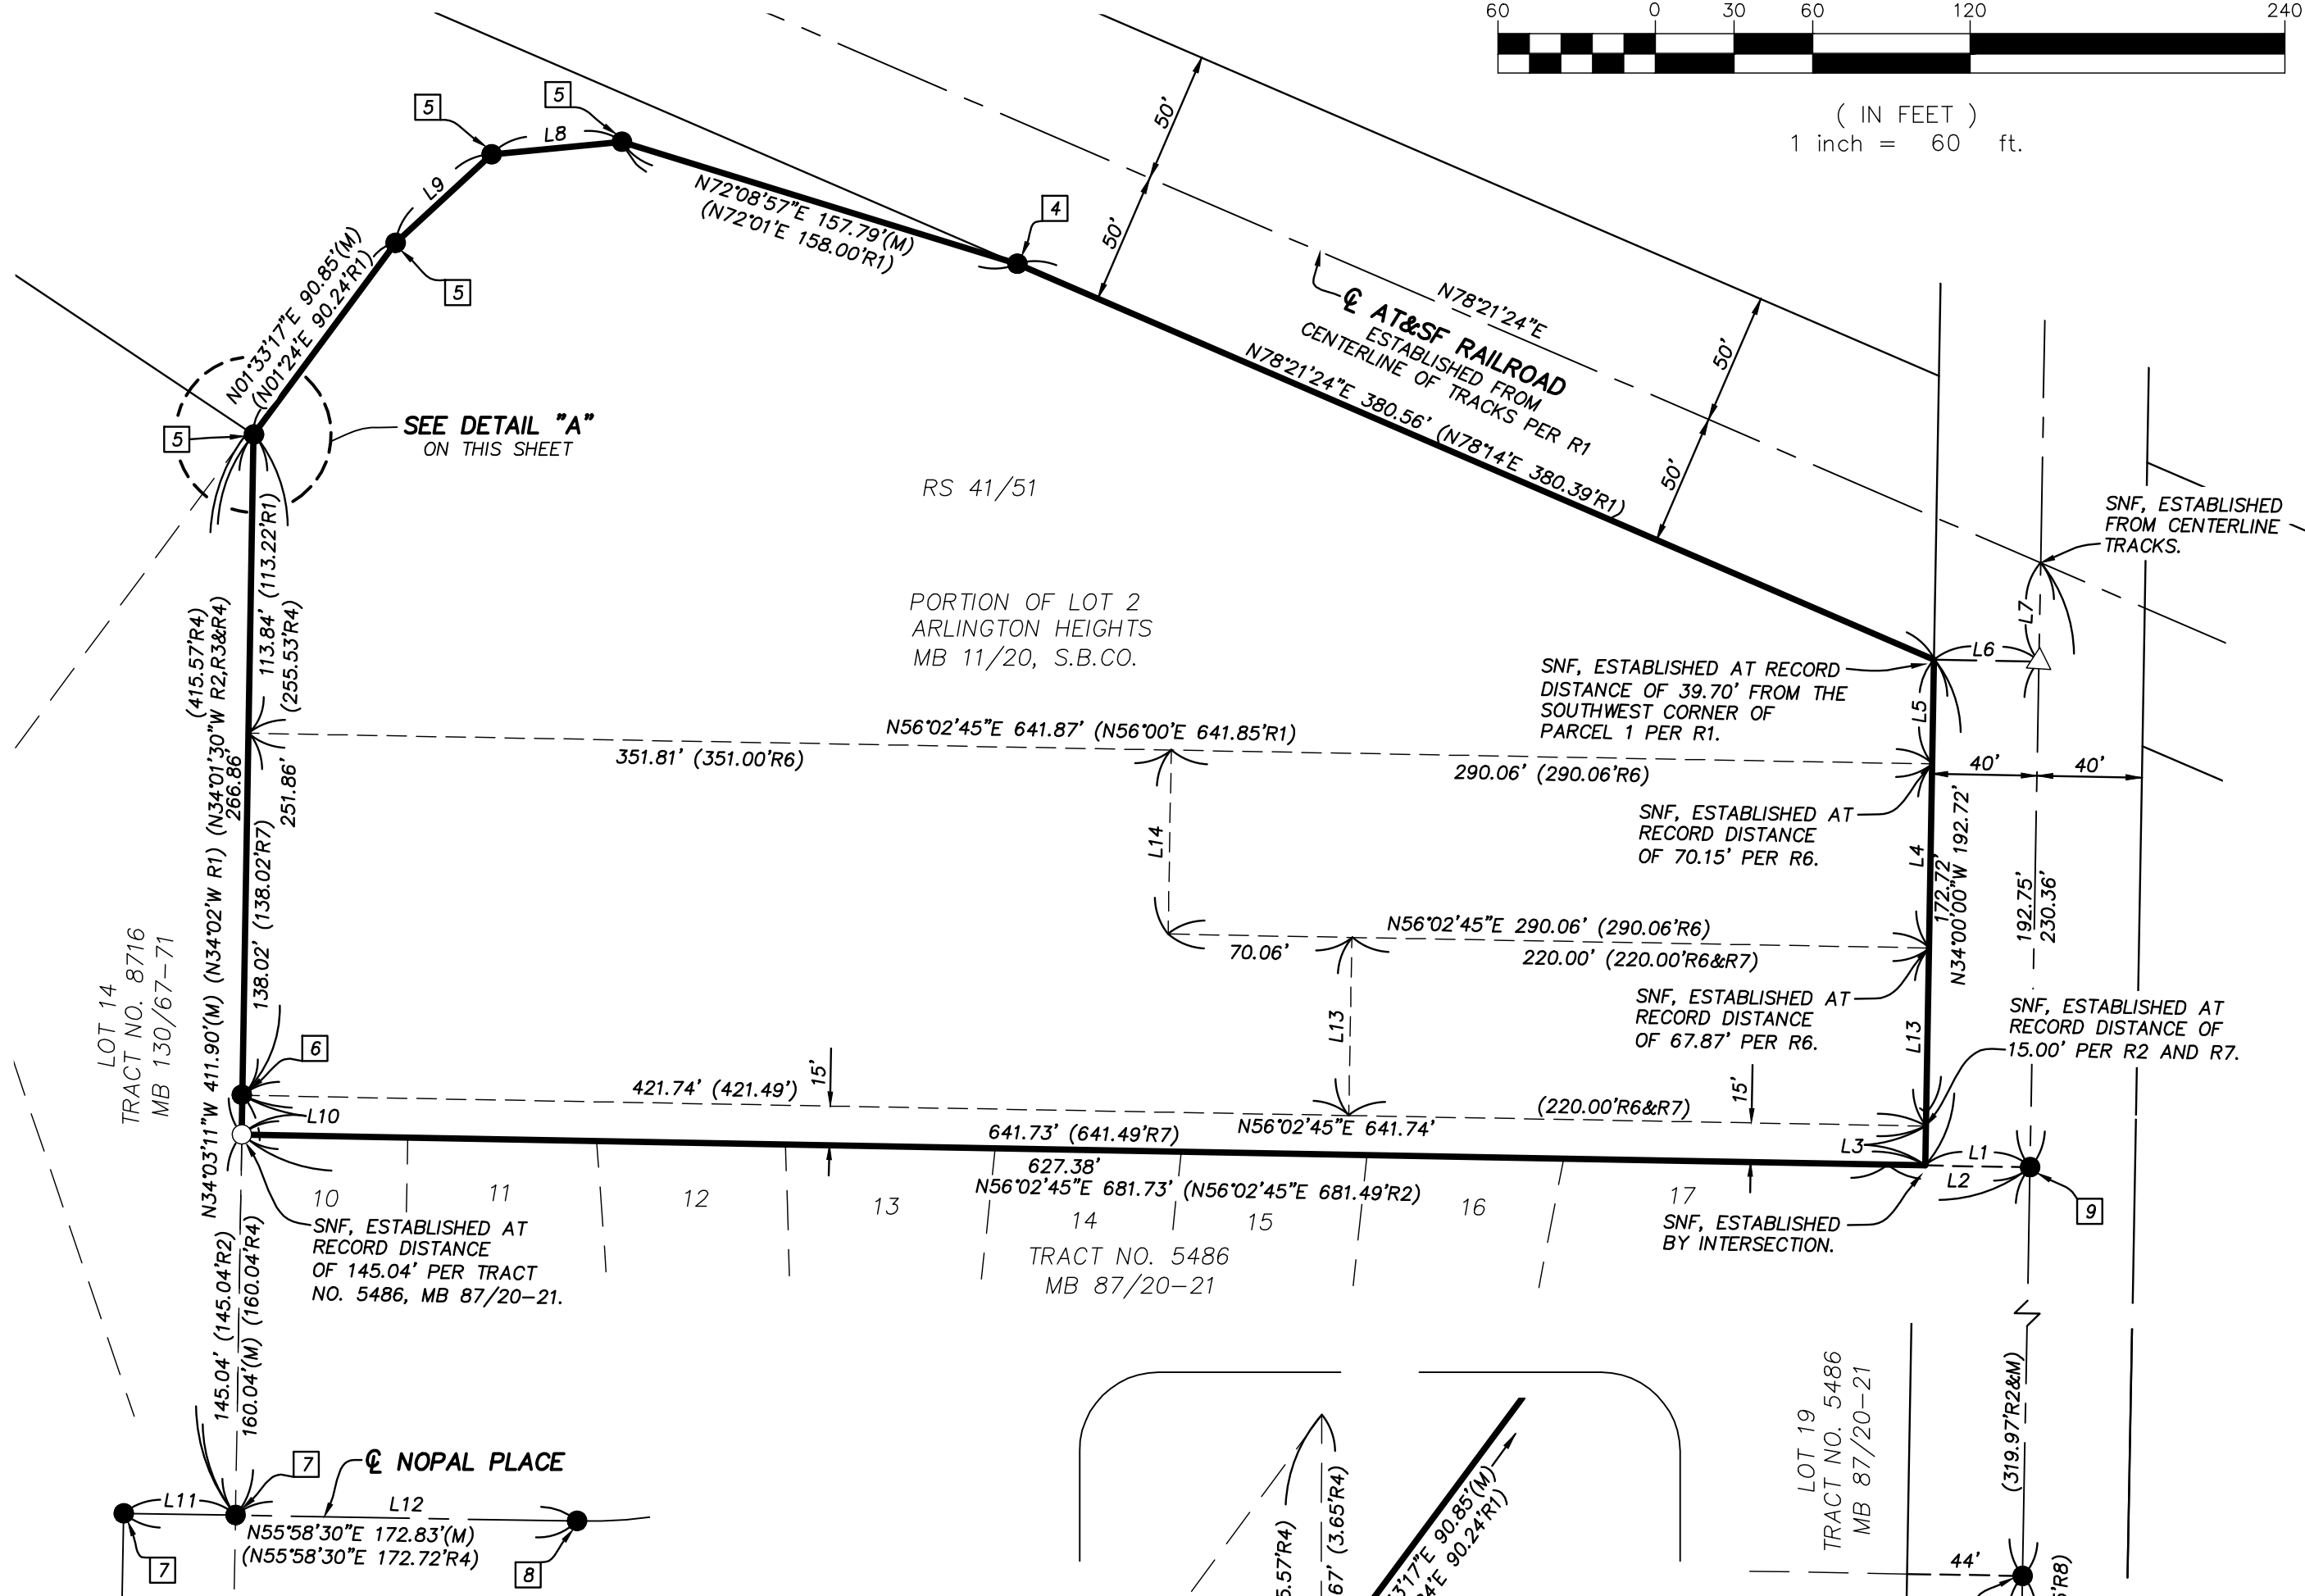 60 0 30 60 120 240
( IN FEET )
1 inch = 60 ft.
5
5
L8
L9
5
4
N72°08'57"E 157.79'(M)
(N72°01'E 158.00'R1)
50'
50'
N01°33'17"E 90.85'(M)
(N01°24'E 90.24'R1)
5
SEE DETAIL "A"
ON THIS SHEET
N78°21'24"E
℄ AT&SF RAILROAD
ESTABLISHED FROM
CENTERLINE OF TRACKS PER R1
N78°21'24"E 380.56' (N78°14'E 380.39'R1)
50'
50'
RS 41/51
PORTION OF LOT 2
ARLINGTON HEIGHTS
MB 11/20, S.B.CO.
SNF, ESTABLISHED
FROM CENTERLINE
TRACKS.
L7
L6
SNF, ESTABLISHED AT RECORD
DISTANCE OF 39.70' FROM THE
SOUTHWEST CORNER OF
PARCEL 1 PER R1.
L5
113.84' (113.22'R1)
(255.53'R4)
(415.57'R4)
N34°03'11"W 411.90'(M) (N34°02'W R1) (N34°01'30"W R2,R3&R4)
266.86'
251.86'
138.02' (138.02'R7)
N56°02'45"E 641.87' (N56°00'E 641.85'R1)
351.81' (351.00'R6)
290.06' (290.06'R6)
40'
40'
SNF, ESTABLISHED AT
RECORD DISTANCE
OF 70.15' PER R6.
L14
L4
172.72'
N34°00'00"W 192.72'
192.75'
230.36'
N56°02'45"E 290.06' (290.06'R6)
70.06'
220.00' (220.00'R6&R7)
SNF, ESTABLISHED AT
RECORD DISTANCE
OF 67.87' PER R6.
SNF, ESTABLISHED AT
RECORD DISTANCE OF
15.00' PER R2 AND R7.
L13
L13
LOT 14
TRACT NO. 8716
MB 130/67-71
6
L10
421.74' (421.49')
15'
15'
(220.00'R6&R7)
N56°02'45"E 641.74'
641.73' (641.49'R7)
627.38'
N56°02'45"E 681.73' (N56°02'45"E 681.49'R2)
L3
L1
L2
9
10
11
12
13
14
15
16
17
TRACT NO. 5486
MB 87/20-21
SNF, ESTABLISHED AT
RECORD DISTANCE
OF 145.04' PER TRACT
NO. 5486, MB 87/20-21.
SNF, ESTABLISHED
BY INTERSECTION.
145.04' (145.04'R2)
160.04'(M) (160.04'R4)
7
℄ NOPAL PLACE
L11
L12
N55°58'30"E 172.83'(M)
(N55°58'30"E 172.72'R4)
7
8
5.57'R4)
67' (3.65'R4)
3'17"E 90.85'(M)
24'E 90.24'R1)
LOT 19
TRACT NO. 5486
MB 87/20-21
(319.97'R2&M)
44'
'R8)